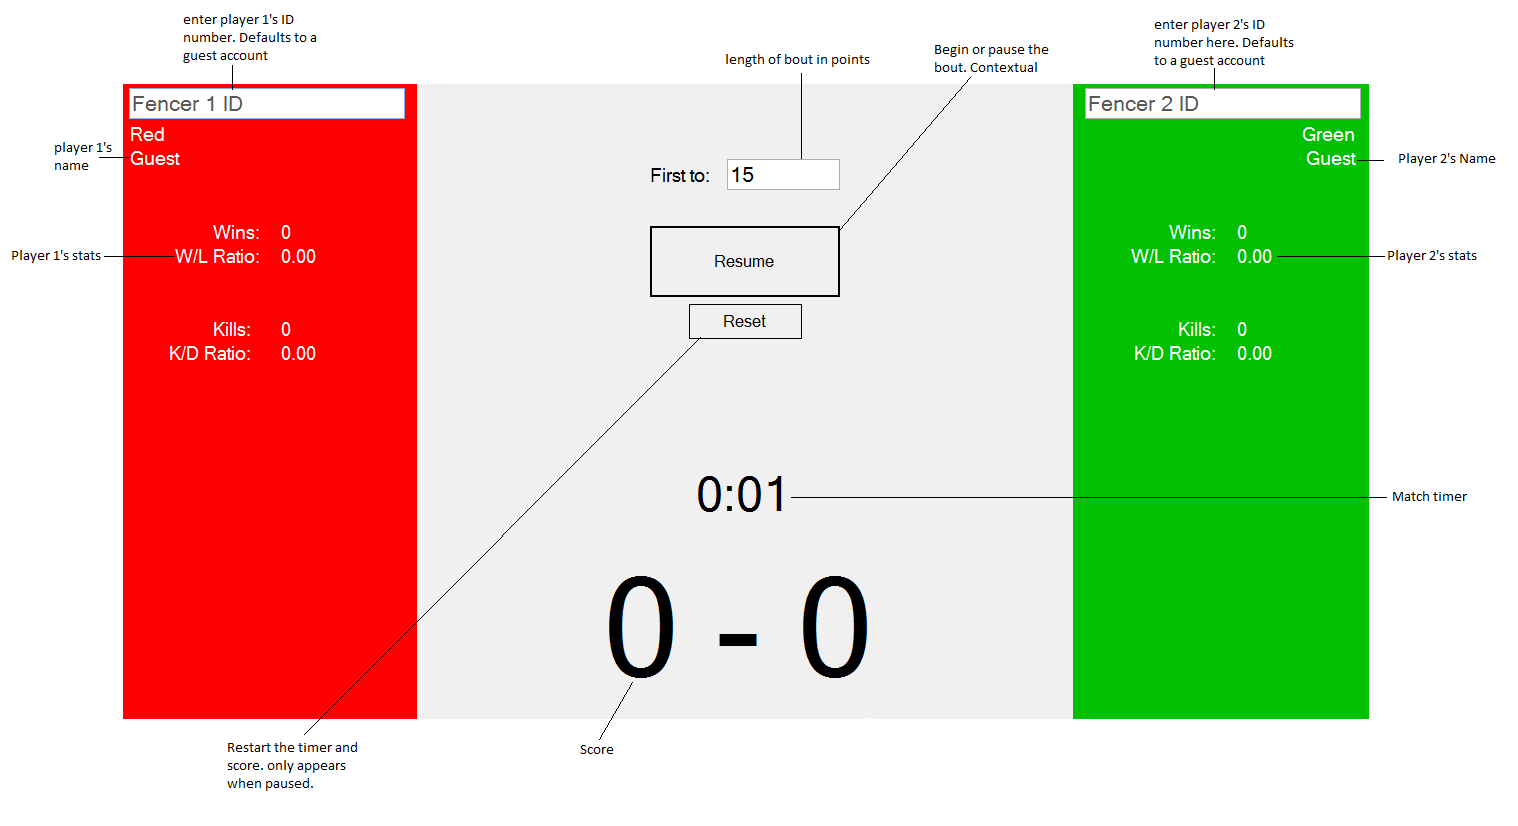 enter player 1's ID
number. Defaults to a
guest account
enter player 2's ID
number here. Defaults
to a guest account
length of bout in points
Begin or pause the
bout. Contextual
Fencer 1 ID
Fencer 2 ID
Red
Guest
player 1's
name
Green
Guest
Player 2's Name
First to: 15
Wins: 0
W/L Ratio: 0.00
Player 1's stats
Resume
Reset
Wins: 0
W/L Ratio: 0.00
Player 2's stats
Kills: 0
K/D Ratio: 0.00
Kills: 0
K/D Ratio: 0.00
0:01
Match timer
0 - 0
Restart the timer and
score. only appears
when paused.
Score